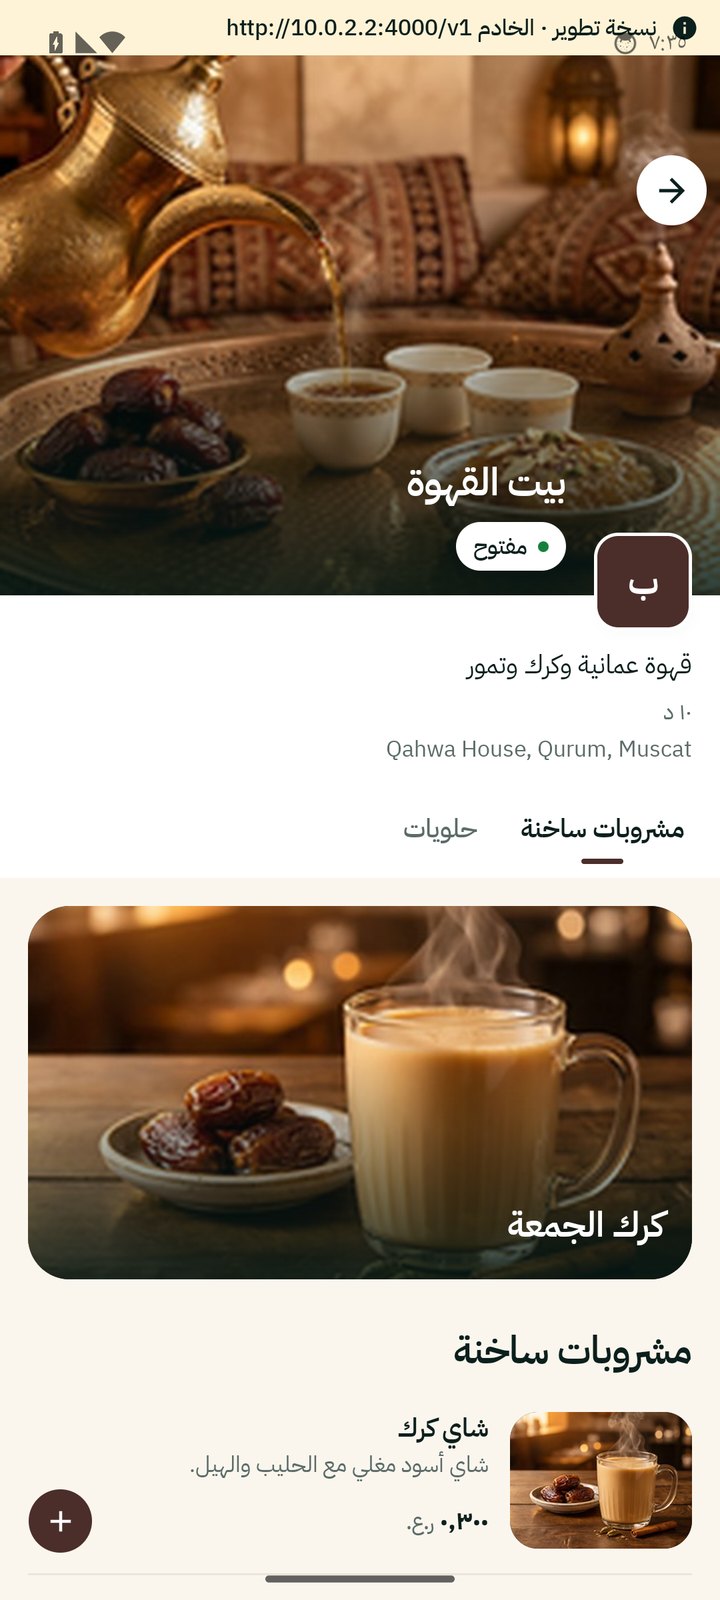 نسخة تطوير · الخادم http://10.0.2.2:4000/v1
٧:٣٥
بيت القهوة
مفتوح
ب
قهوة عمانية وكرك وتمور
١٠ د
Qahwa House, Qurum, Muscat
مشروبات ساخنة
حلويات
كرك الجمعة
مشروبات ساخنة
شاي كرك
شاي أسود مغلي مع الحليب والهيل.
٠٫٣٠٠ ر.ع.